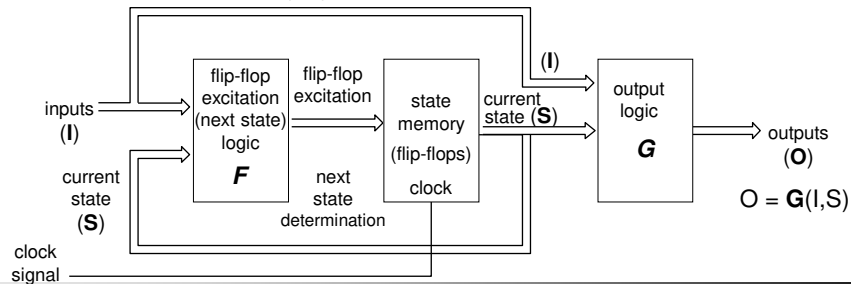 inputs
(I)
current
state
(S)
clock
signal
flip-flop
excitation
(next state)
logic
F
flip-flop
excitation
next
state
determination
state
memory
(flip-flops)
clock
current
state (S)
(I)
output
logic
G
outputs
(O)
O = G(I,S)